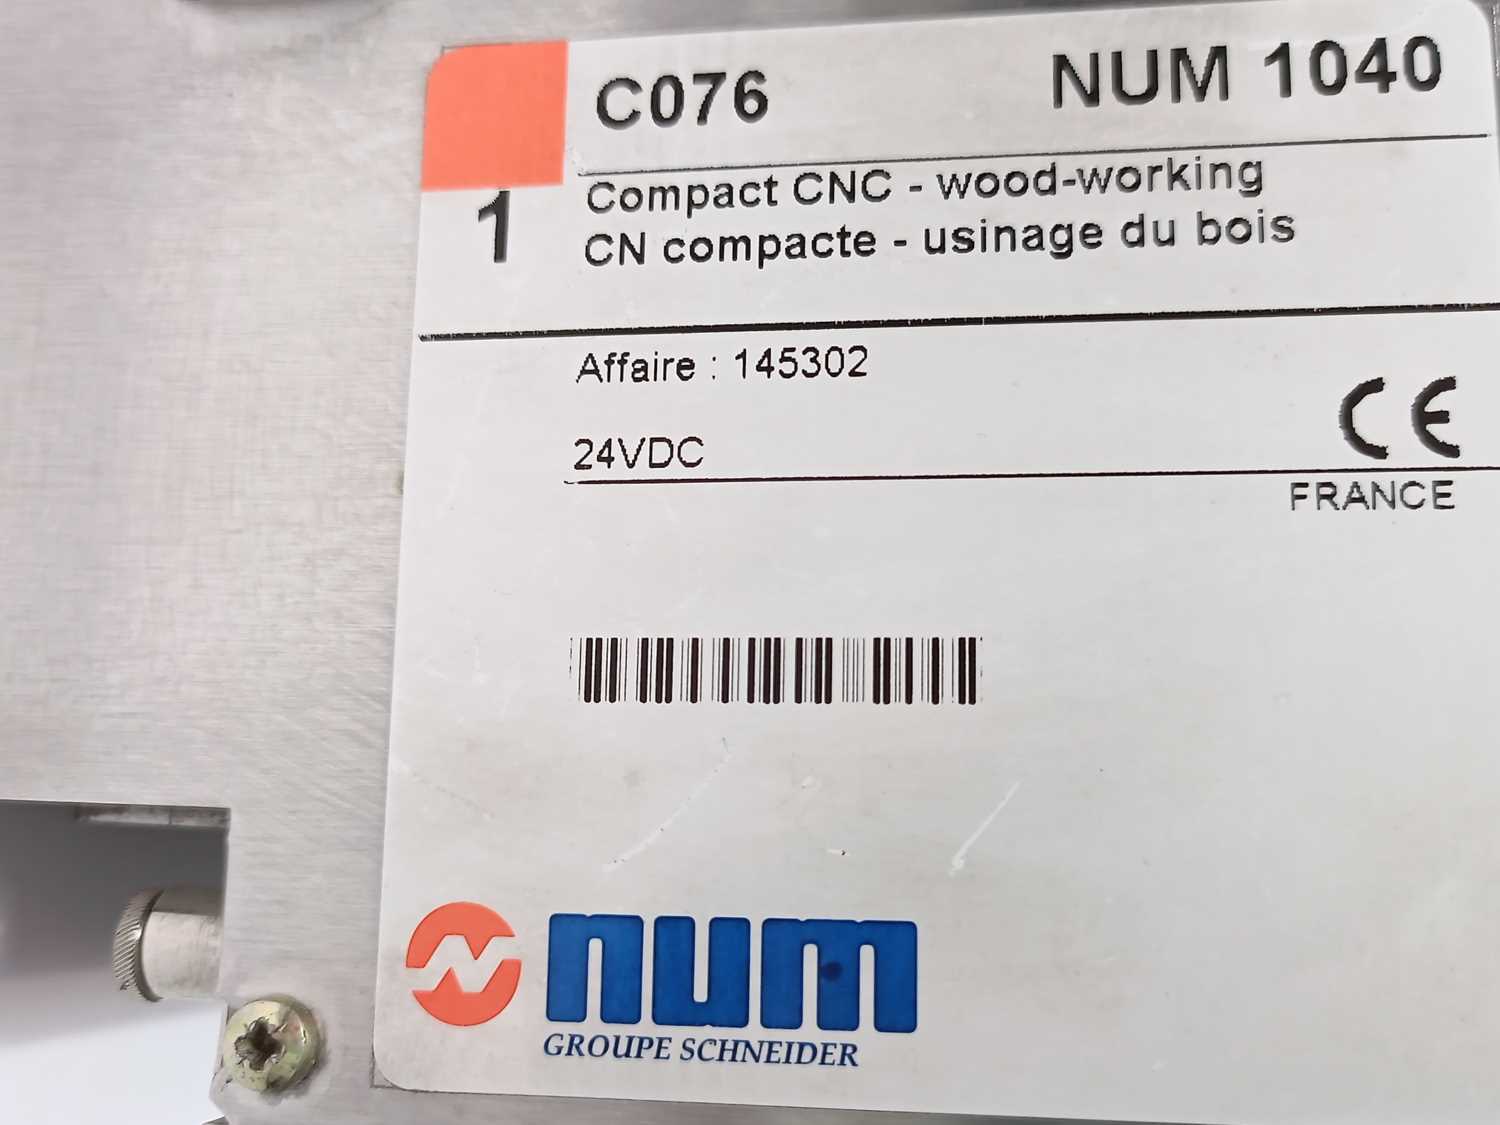 C076 NUM 1040
1
Compact CNC - wood-working
CN compacte - usinage du bois
Affaire : 145302
CE
24VDC
FRANCE
num
GROUPE SCHNEIDER